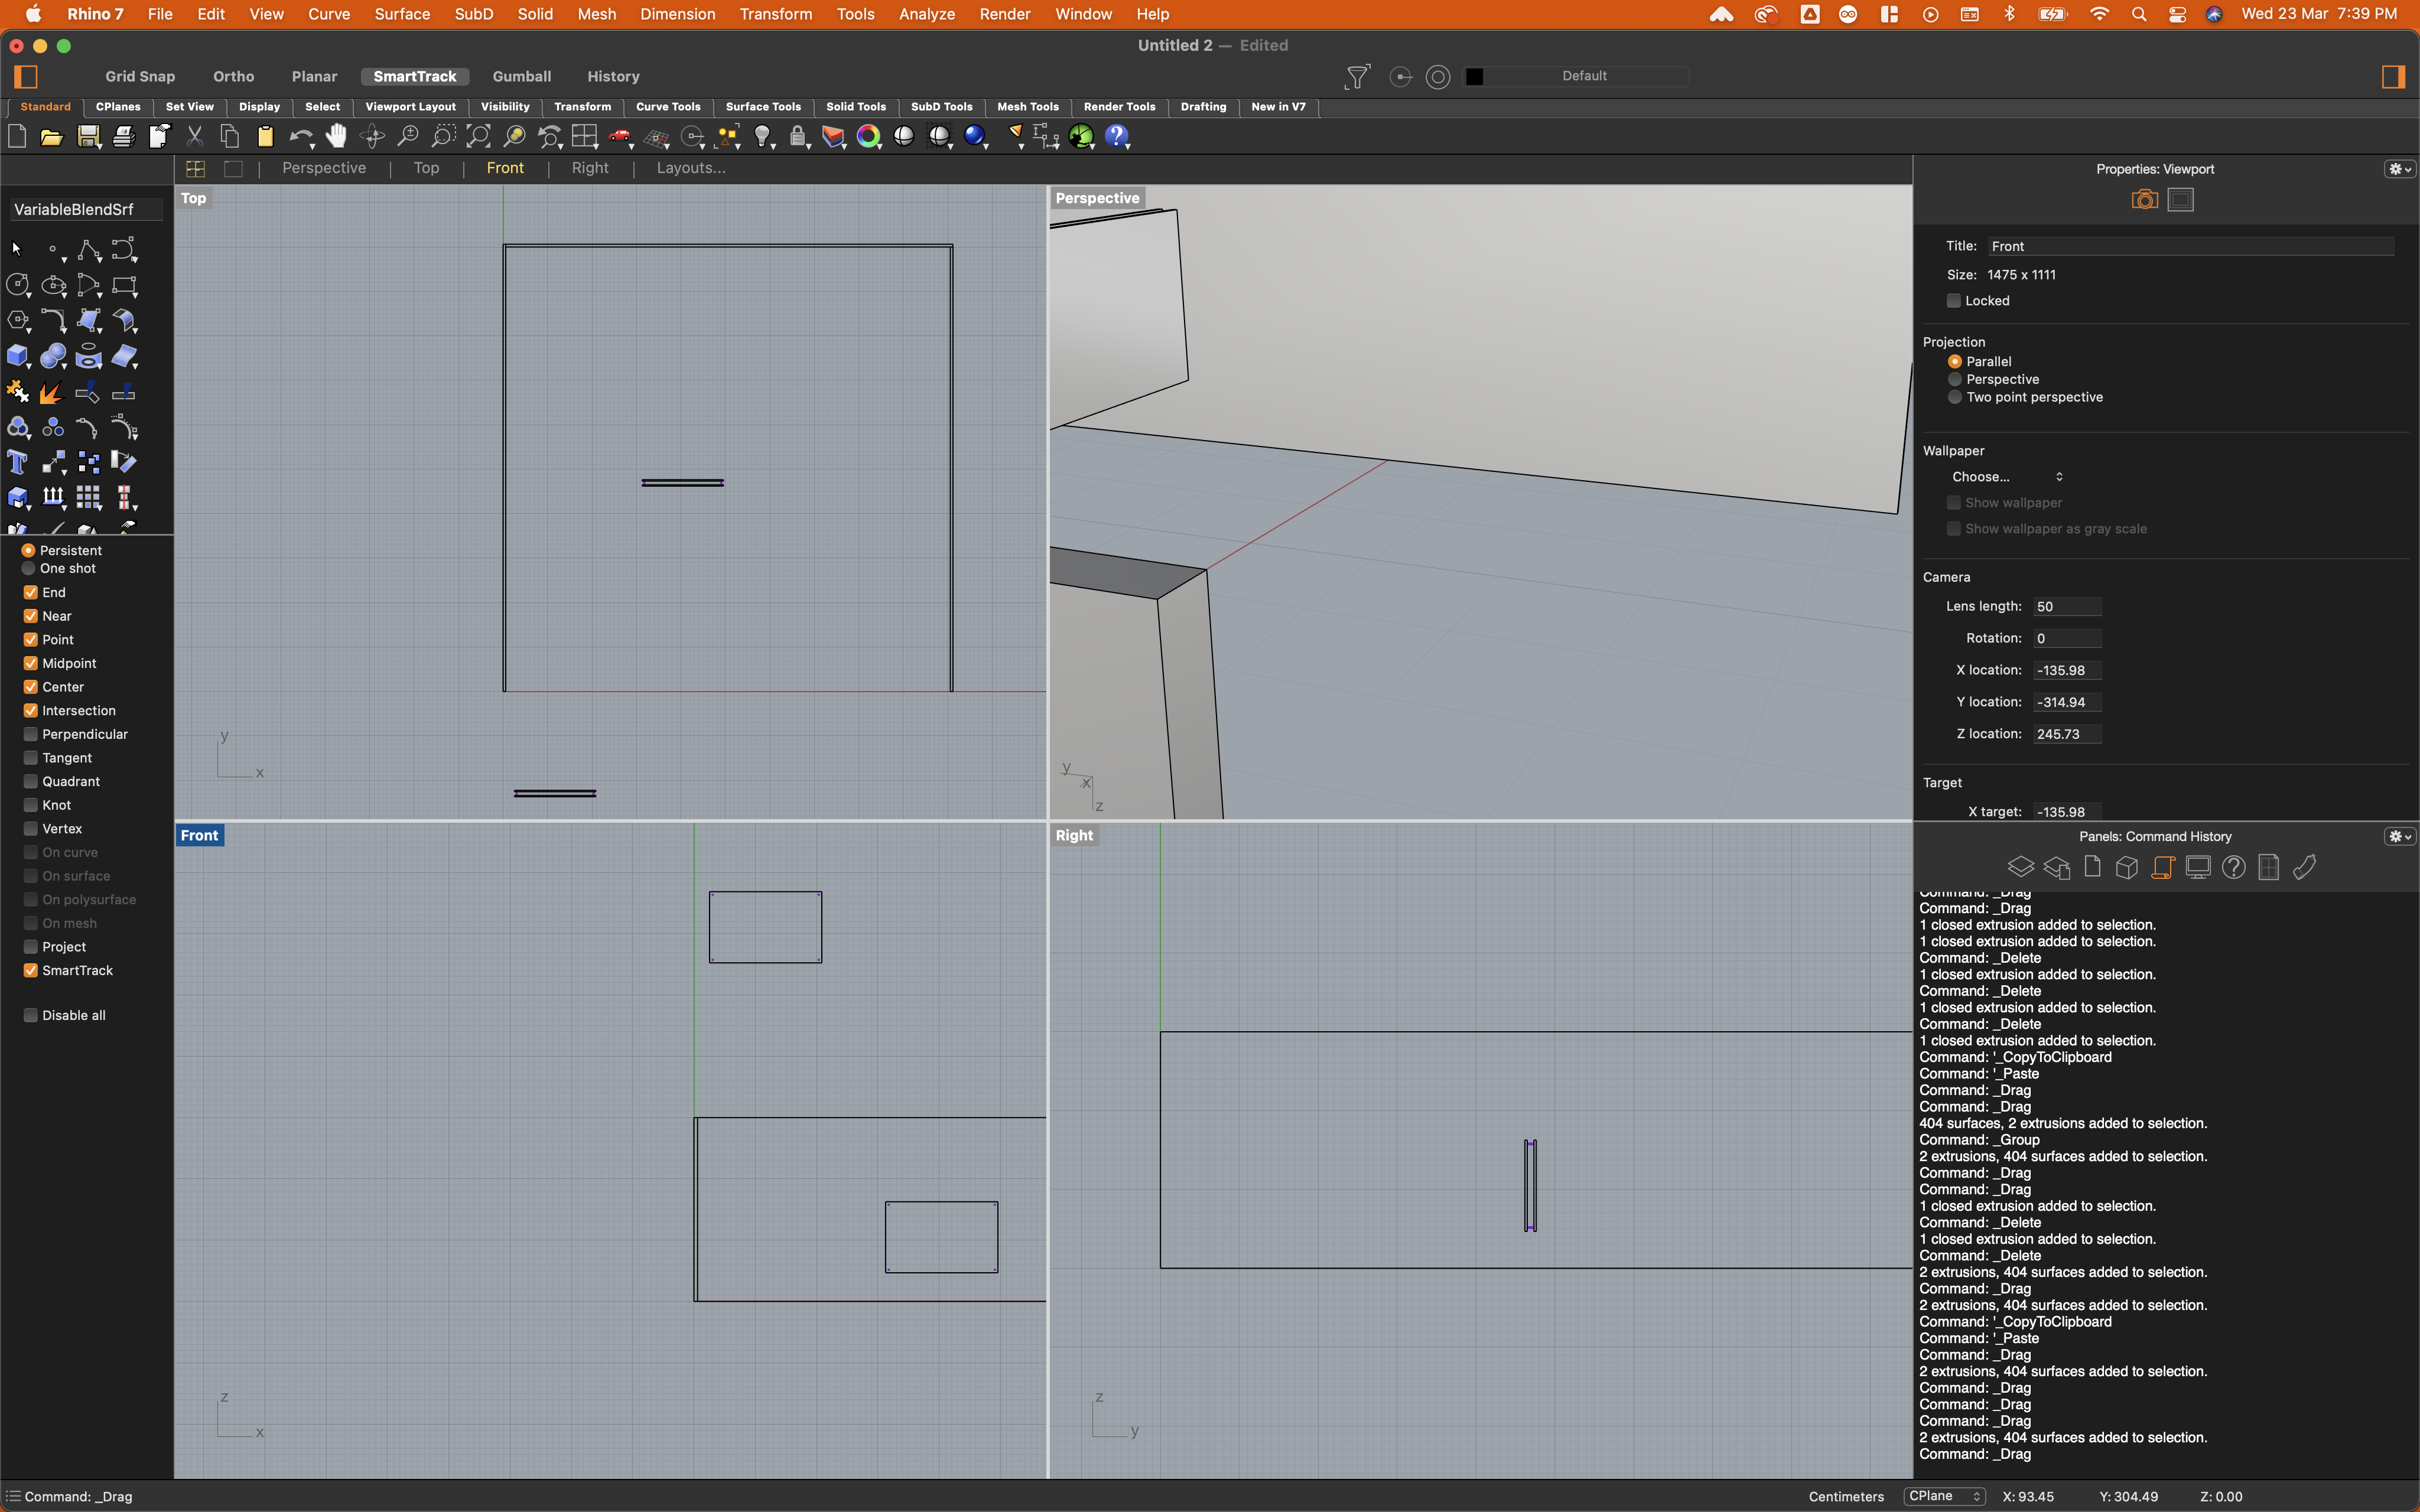 Rhino 7 File Edit View Curve Surface SubD Solid Mesh Dimension Transform Tools Analyze Render Window Help Wed 23 Mar 7:39 PM
Untitled 2 — Edited
Grid Snap Ortho Planar SmartTrack Gumball History Default
Standard CPlanes Set View Display Select Viewport Layout Visibility Transform Curve Tools Surface Tools Solid Tools SubD Tools Mesh Tools Render Tools Drafting New in V7
Perspective Top Front Right Layouts...
VariableBlendSrf
Persistent
One shot
End
Near
Point
Midpoint
Center
Intersection
Perpendicular
Tangent
Quadrant
Knot
Vertex
On curve
On surface
On polysurface
On mesh
Project
SmartTrack
Disable all
Top
y
x
Perspective
y
x
z
Front
z
x
Right
z
y
Properties: Viewport
Title: Front
Size: 1475 x 1111
Locked
Projection
Parallel
Perspective
Two point perspective
Wallpaper
Choose...
Show wallpaper
Show wallpaper as gray scale
Camera
Lens length: 50
Rotation: 0
X location: -135.98
Y location: -314.94
Z location: 245.73
Target
X target: -135.98
Panels: Command History
Command: _Drag
Command: _Drag
1 closed extrusion added to selection.
1 closed extrusion added to selection.
Command: _Delete
1 closed extrusion added to selection.
Command: _Delete
1 closed extrusion added to selection.
Command: _Delete
1 closed extrusion added to selection.
Command: '_CopyToClipboard
Command: '_Paste
Command: _Drag
Command: _Drag
404 surfaces, 2 extrusions added to selection.
Command: _Group
2 extrusions, 404 surfaces added to selection.
Command: _Drag
Command: _Drag
1 closed extrusion added to selection.
Command: _Delete
1 closed extrusion added to selection.
Command: _Delete
2 extrusions, 404 surfaces added to selection.
Command: _Drag
2 extrusions, 404 surfaces added to selection.
Command: '_CopyToClipboard
Command: '_Paste
Command: _Drag
2 extrusions, 404 surfaces added to selection.
Command: _Drag
Command: _Drag
Command: _Drag
2 extrusions, 404 surfaces added to selection.
Command: _Drag
Command: _Drag
Centimeters CPlane X: 93.45 Y: 304.49 Z: 0.00